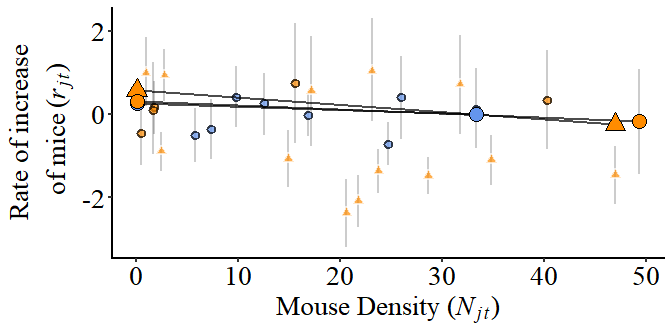 Rate of increase
of mice (r_jt)
2
0
-2
0 10 20 30 40 50
Mouse Density (N_jt)